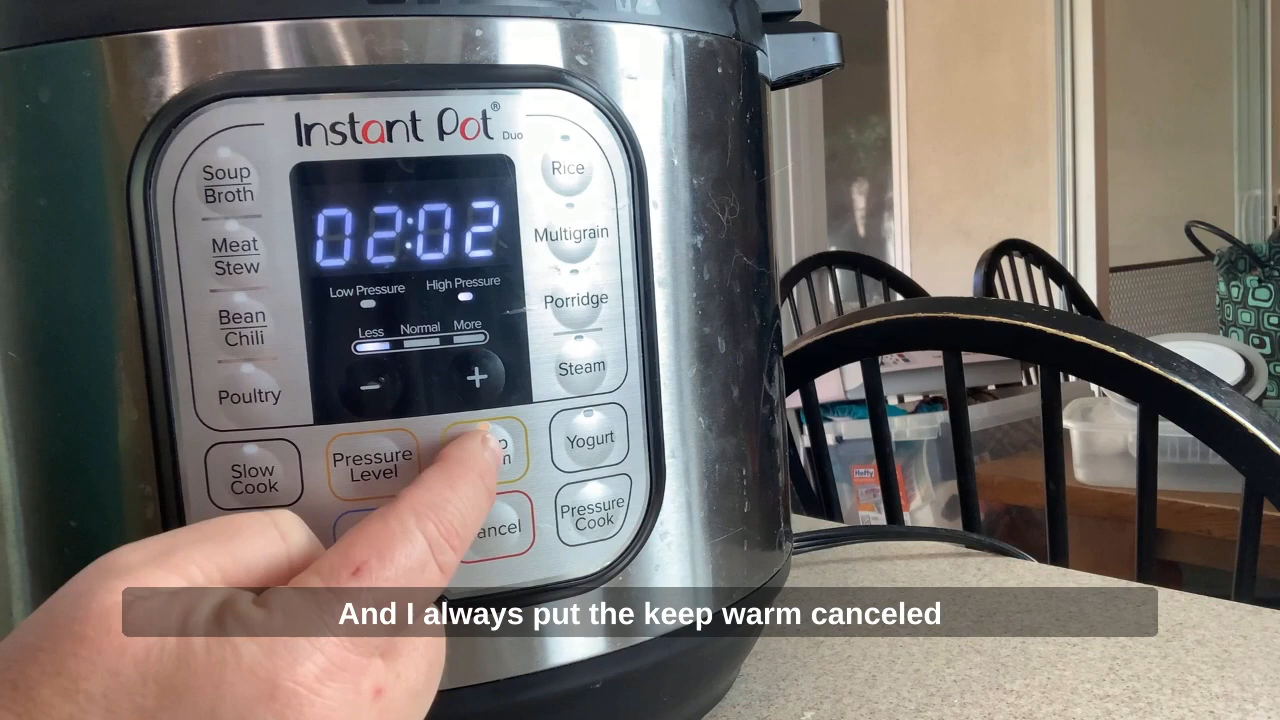 Instant Pot® Duo
Soup
Broth
Meat
Stew
Bean
Chili
Poultry
02:02
Low Pressure
High Pressure
Less
Normal
More
-
+
Rice
Multigrain
Porridge
Steam
Slow
Cook
Pressure
Level
Yogurt
Pressure
Cook
Hefty
And I always put the keep warm canceled